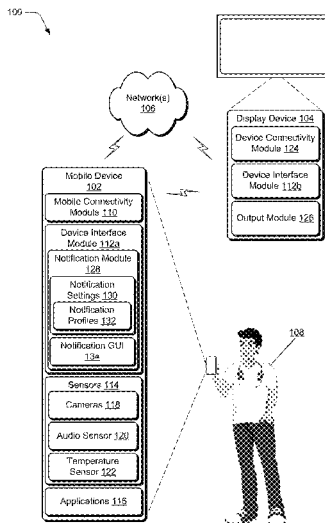 100
Network(s)
106
Display Device 104
Device Connectivity
Module 124
Device Interface
Module 112b
Output Module 126
Mobile Device
102
Mobile Connectivity
Module 110
Device Interface
Module 112a
Notification Module
128
Notification
Settings 130
Notification
Profiles 132
Notification GUI
134
Sensors 114
Cameras 118
Audio Sensor 120
Temperature
Sensor 122
Applications 116
108